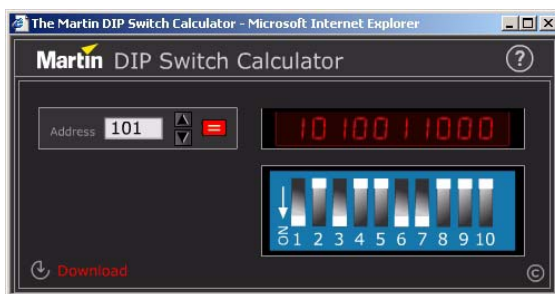 The Martin DIP Switch Calculator - Microsoft Internet Explorer
Martin DIP Switch Calculator
?
Address 101 =
1010011000
ON
1 2 3 4 5 6 7 8 9 10
Download
©